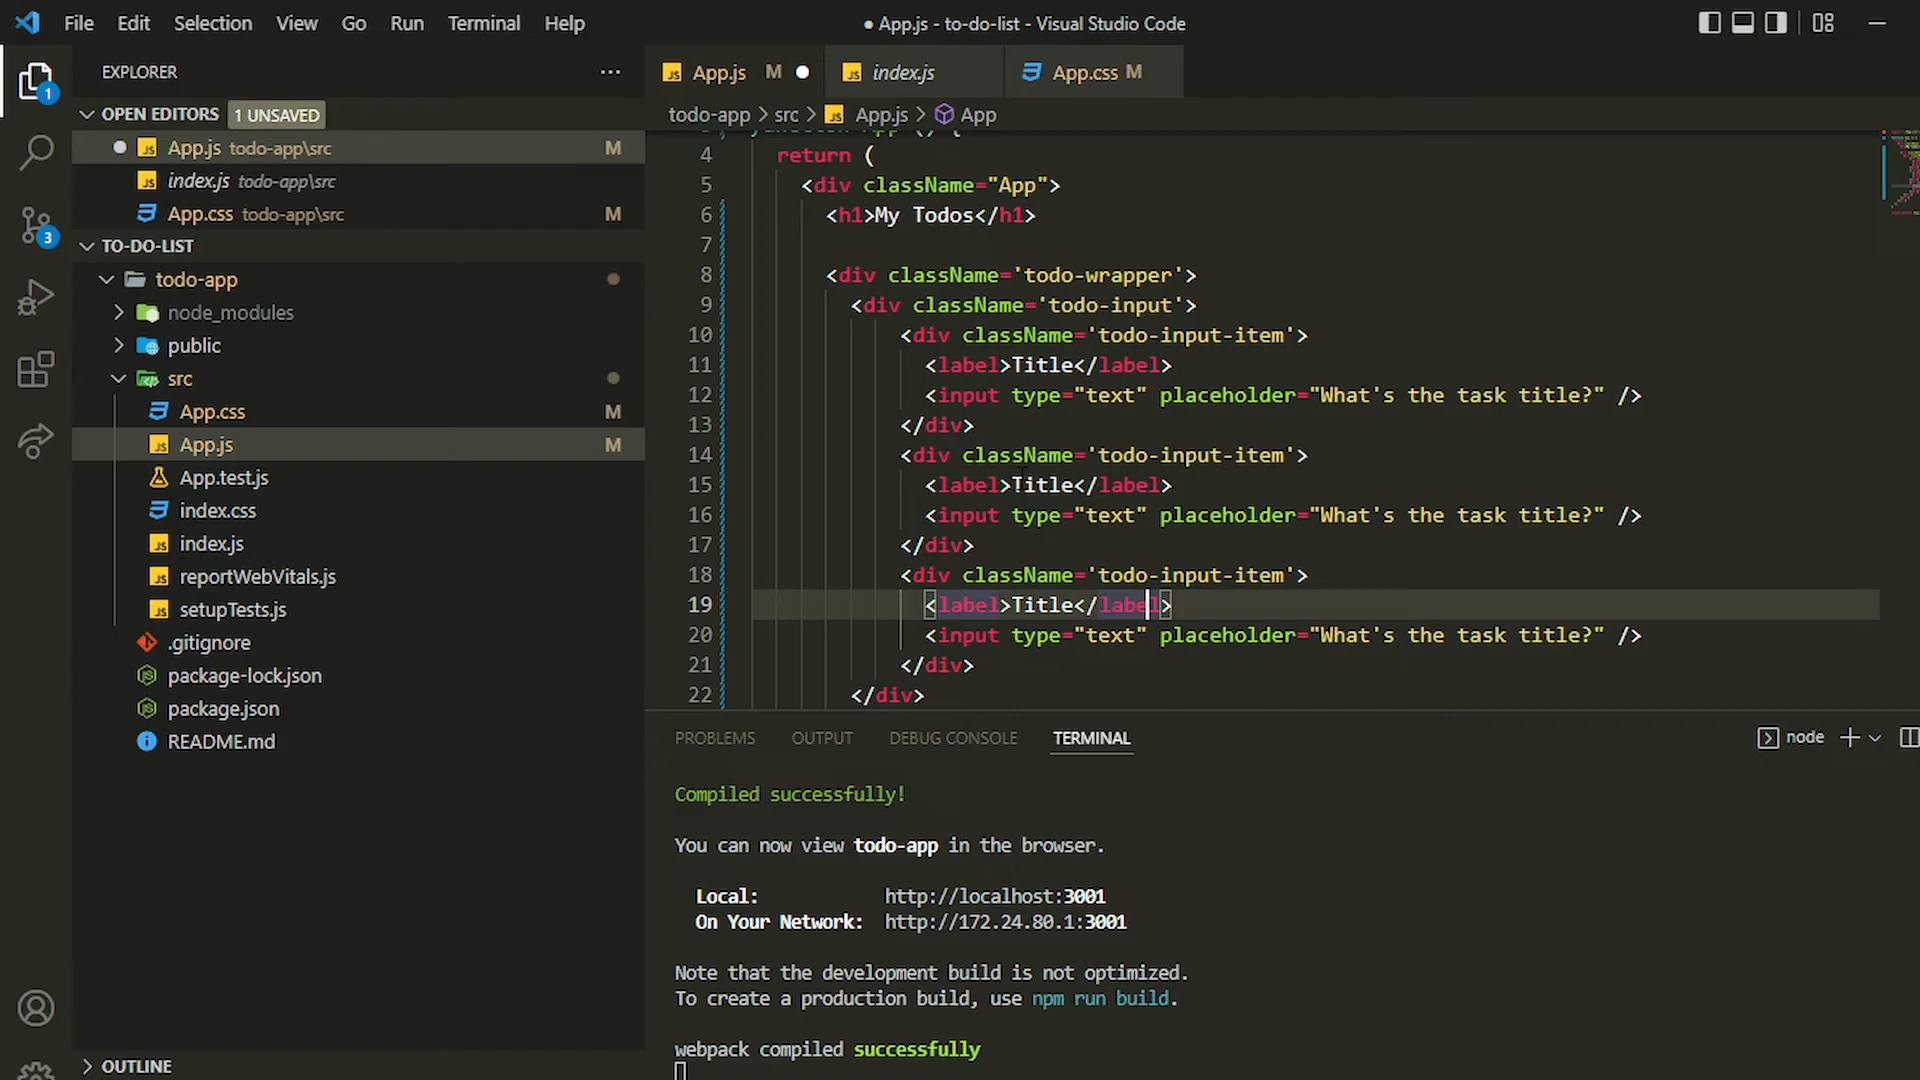 File Edit Selection View Go Run Terminal Help
● App.js - to-do-list - Visual Studio Code
EXPLORER
OPEN EDITORS 1 UNSAVED
App.js todo-app\src M
index.js todo-app\src
App.css todo-app\src M
TO-DO-LIST
todo-app
node_modules
public
src
App.css M
App.js M
App.test.js
index.css
index.js
reportWebVitals.js
setupTests.js
.gitignore
package-lock.json
package.json
README.md
OUTLINE
1
3
App.js M
index.js
App.css M
todo-app > src > App.js > App
4 return (
5 <div className="App">
6 <h1>My Todos</h1>
7
8 <div className='todo-wrapper'>
9 <div className='todo-input'>
10 <div className='todo-input-item'>
11 <label>Title</label>
12 <input type="text" placeholder="What's the task title?" />
13 </div>
14 <div className='todo-input-item'>
15 <label>Title</label>
16 <input type="text" placeholder="What's the task title?" />
17 </div>
18 <div className='todo-input-item'>
19 <label>Title</label>
20 <input type="text" placeholder="What's the task title?" />
21 </div>
22 </div>
PROBLEMS OUTPUT DEBUG CONSOLE TERMINAL
node
Compiled successfully!
You can now view todo-app in the browser.
Local: http://localhost:3001
On Your Network: http://172.24.80.1:3001
Note that the development build is not optimized.
To create a production build, use npm run build.
webpack compiled successfully